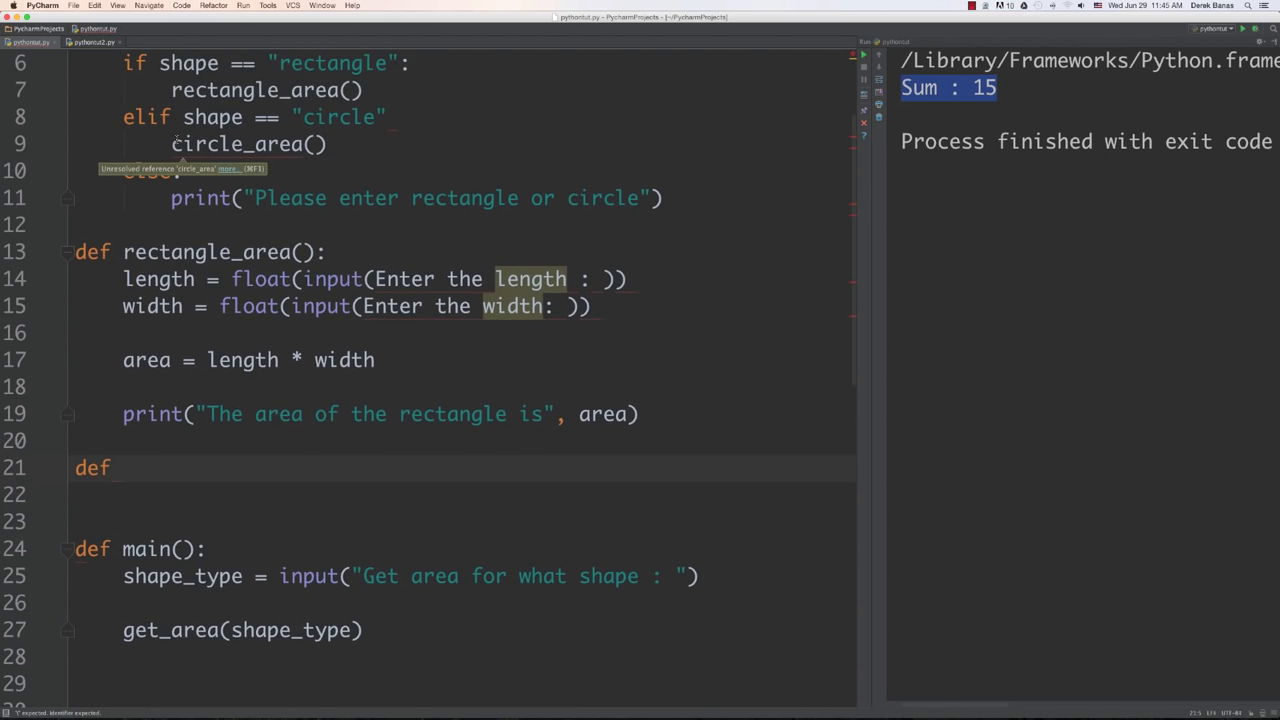 PyCharm File Edit View Navigate Code Refactor Run Tools VCS Window Help 10 Wed Jun 29 11:45 AM Derek Banas
pythontut.py - PycharmProjects - [~/PycharmProjects]
PycharmProjects pythontut.py pythontut
pythontut.py pythontut2.py Run: pythontut
6 if shape == "rectangle":
7 rectangle_area()
8 elif shape == "circle"
9 circle_area()
Unresolved reference 'circle_area' more... (⌘F1)
10 else:
11 print("Please enter rectangle or circle")
12
13 def rectangle_area():
14 length = float(input(Enter the length : ))
15 width = float(input(Enter the width: ))
16
17 area = length * width
18
19 print("The area of the rectangle is", area)
20
21 def
22
23
24 def main():
25 shape_type = input("Get area for what shape : ")
26
27 get_area(shape_type)
28
29
/Library/Frameworks/Python.frame
Sum : 15
Process finished with exit code
'(' expected. Identifier expected. 21:5 LF‡ UTF-8‡